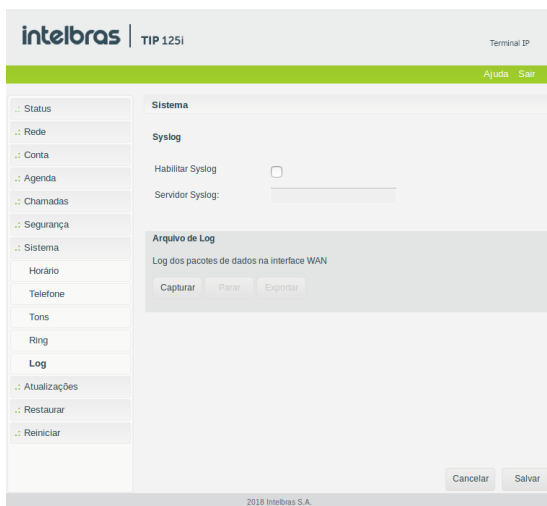 intelbras TIP 125i
Terminal IP
Ajuda Sair
.: Status
.: Rede
.: Conta
.: Agenda
.: Chamadas
.: Segurança
.: Sistema
Horário
Telefone
Tons
Ring
Log
.: Atualizações
.: Restaurar
.: Reiniciar
Sistema
Syslog
Habilitar Syslog
Servidor Syslog:
Arquivo de Log
Log dos pacotes de dados na interface WAN
Capturar Parar Exportar
Cancelar Salvar
2018 Intelbras S.A.